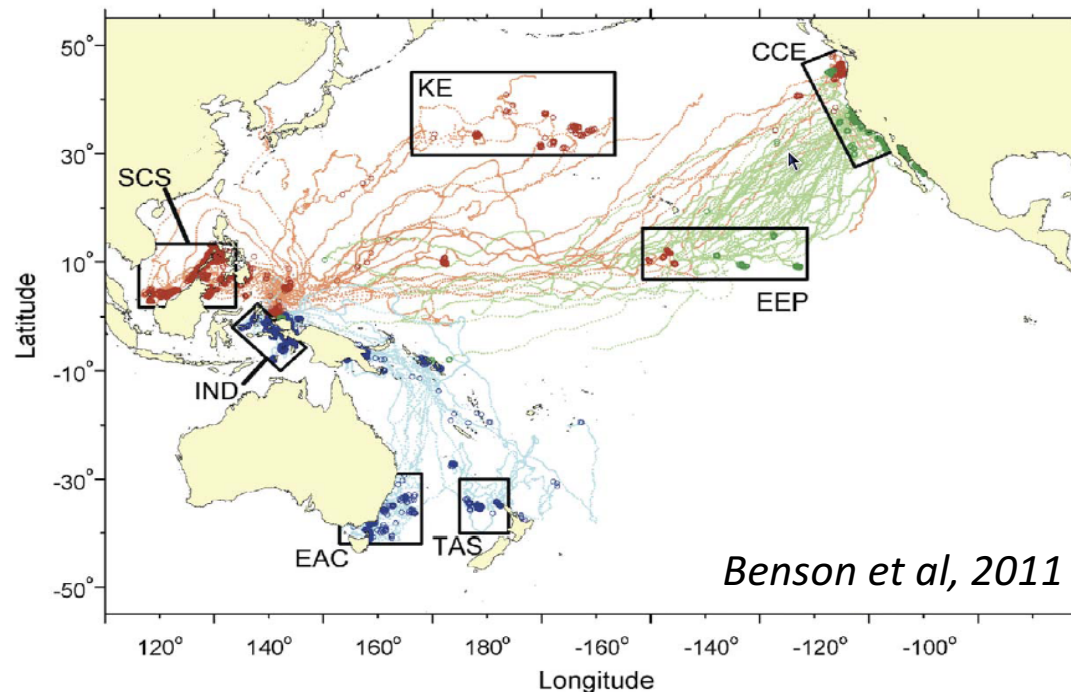 50°
30°
10°
-10°
-30°
-50°
Latitude
KE
CCE
SCS
EEP
IND
EAC
TAS
Benson et al, 2011
120° 140° 160° 180° -160° -140° -120° -100°
Longitude